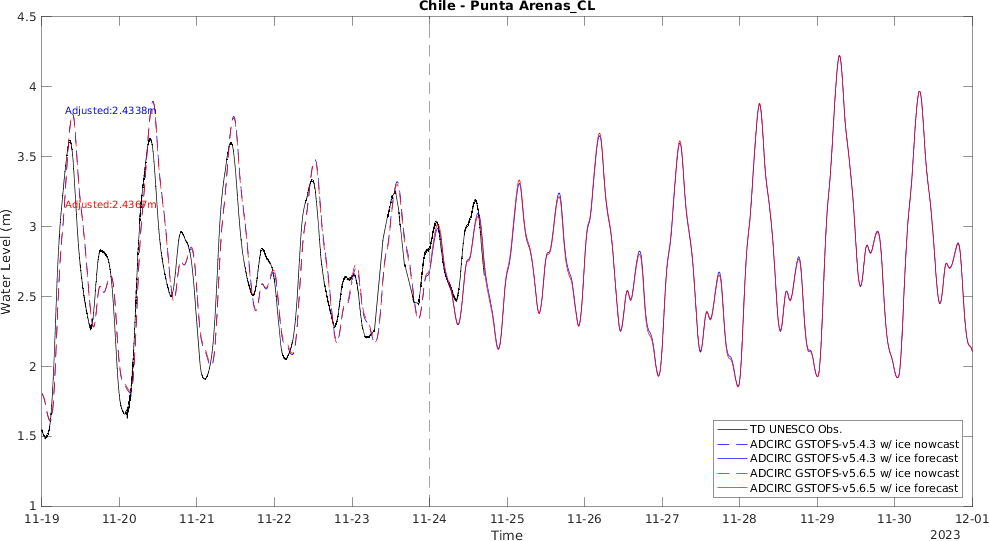 Chile - Punta Arenas_CL
4.5
4
3.5
3
2.5
2
1.5
1
Water Level (m)
Adjusted:2.4338m
Adjusted:2.4367m
TD UNESCO Obs.
ADCIRC GSTOFS-v5.4.3 w/ ice nowcast
ADCIRC GSTOFS-v5.4.3 w/ ice forecast
ADCIRC GSTOFS-v5.6.5 w/ ice nowcast
ADCIRC GSTOFS-v5.6.5 w/ ice forecast
11-19 11-20 11-21 11-22 11-23 11-24 11-25 11-26 11-27 11-28 11-29 11-30 12-01
Time
2023